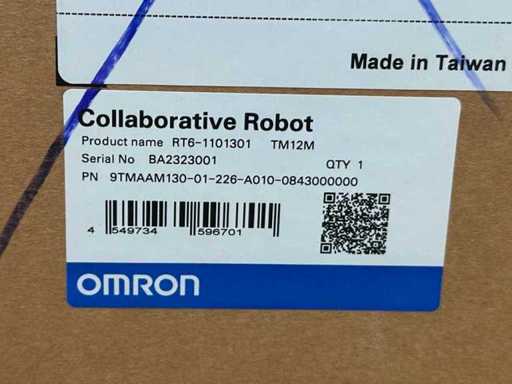 Made in Taiwan
Collaborative Robot
Product name RT6-1101301 TM12M
Serial No BA2323001 QTY 1
PN 9TMAAM130-01-226-A010-0843000000
4 549734 596701
OMRON